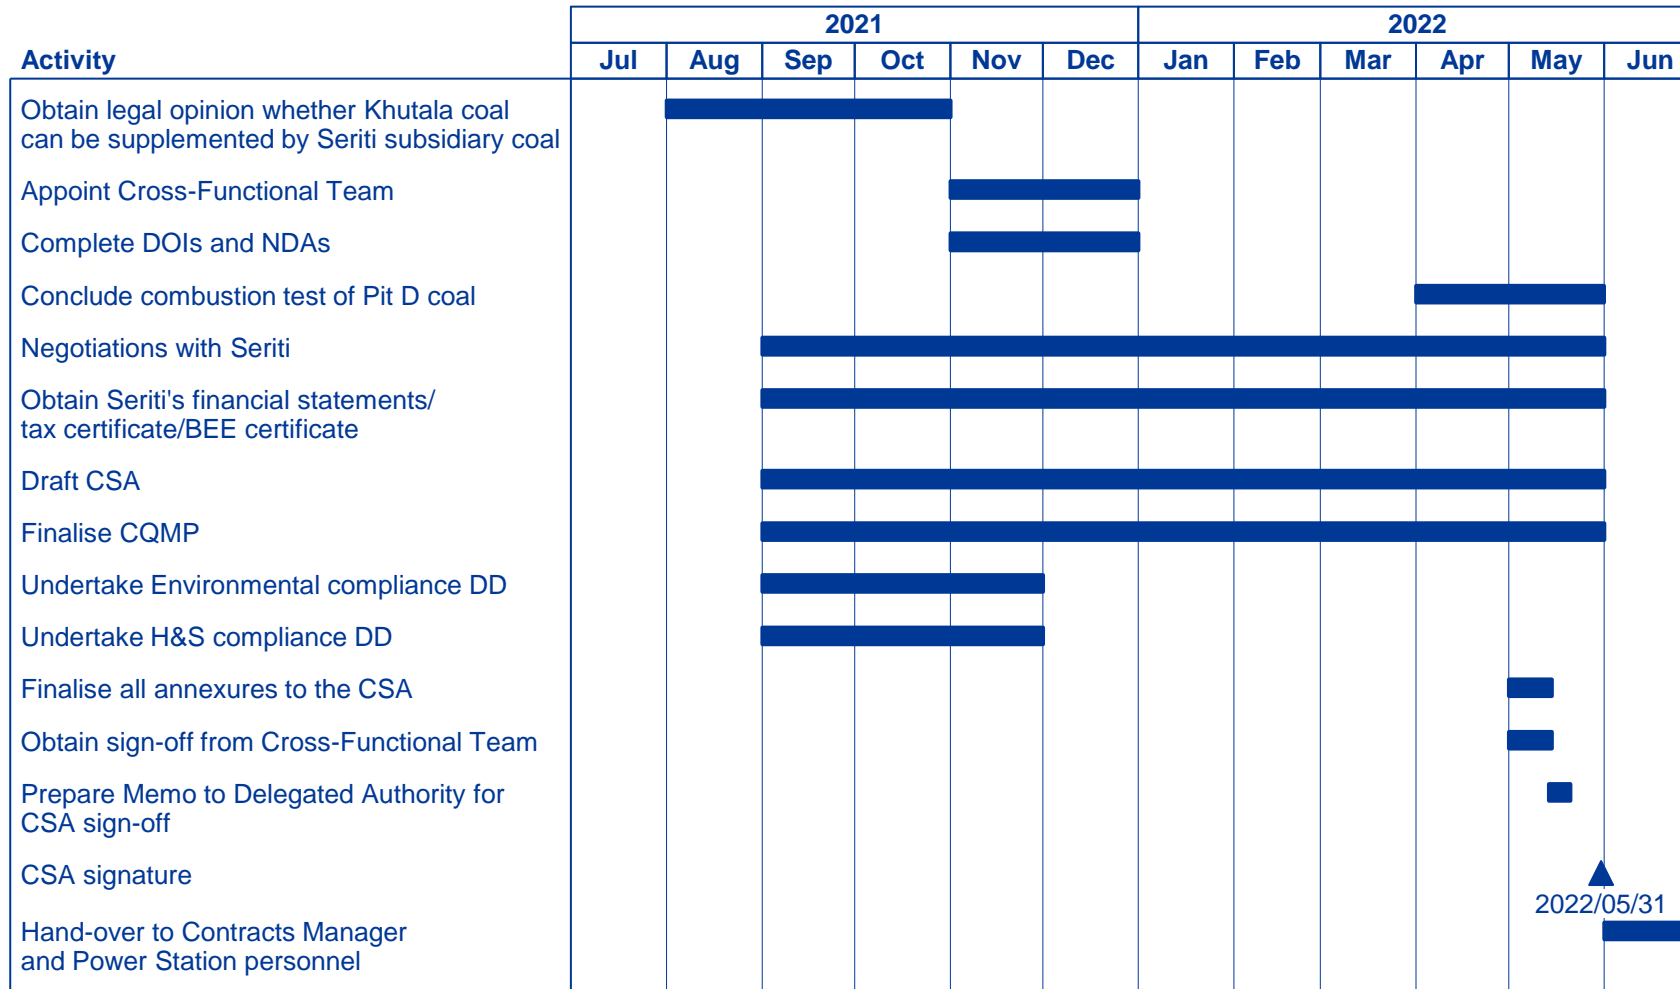 2021 2022
Activity Jul Aug Sep Oct Nov Dec Jan Feb Mar Apr May Jun
Obtain legal opinion whether Khutala coal
can be supplemented by Seriti subsidiary coal
Appoint Cross-Functional Team
Complete DOIs and NDAs
Conclude combustion test of Pit D coal
Negotiations with Seriti
Obtain Seriti's financial statements/
tax certificate/BEE certificate
Draft CSA
Finalise CQMP
Undertake Environmental compliance DD
Undertake H&S compliance DD
Finalise all annexures to the CSA
Obtain sign-off from Cross-Functional Team
Prepare Memo to Delegated Authority for
CSA sign-off
CSA signature
2022/05/31
Hand-over to Contracts Manager
and Power Station personnel